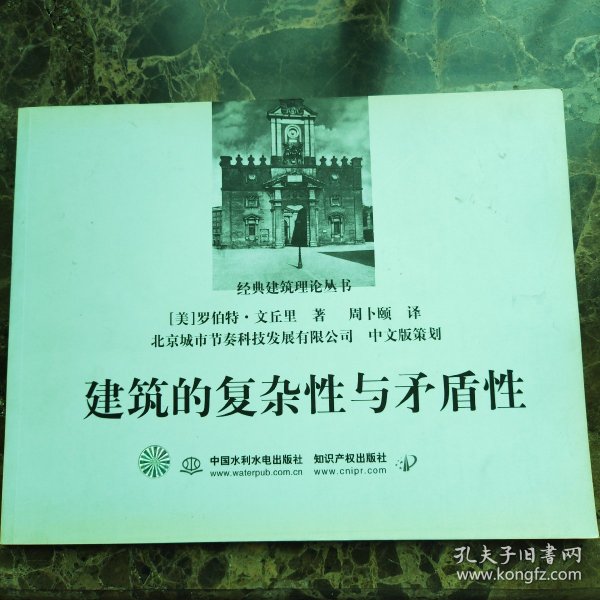 经典建筑理论丛书
[美]罗伯特·文丘里 著 周卜颐 译
北京城市节奏科技发展有限公司 中文版策划
建筑的复杂性与矛盾性
中国水利水电出版社 知识产权出版社
www.waterpub.com.cn www.cnipr.com
孔夫子旧书网
www.kongfz.com